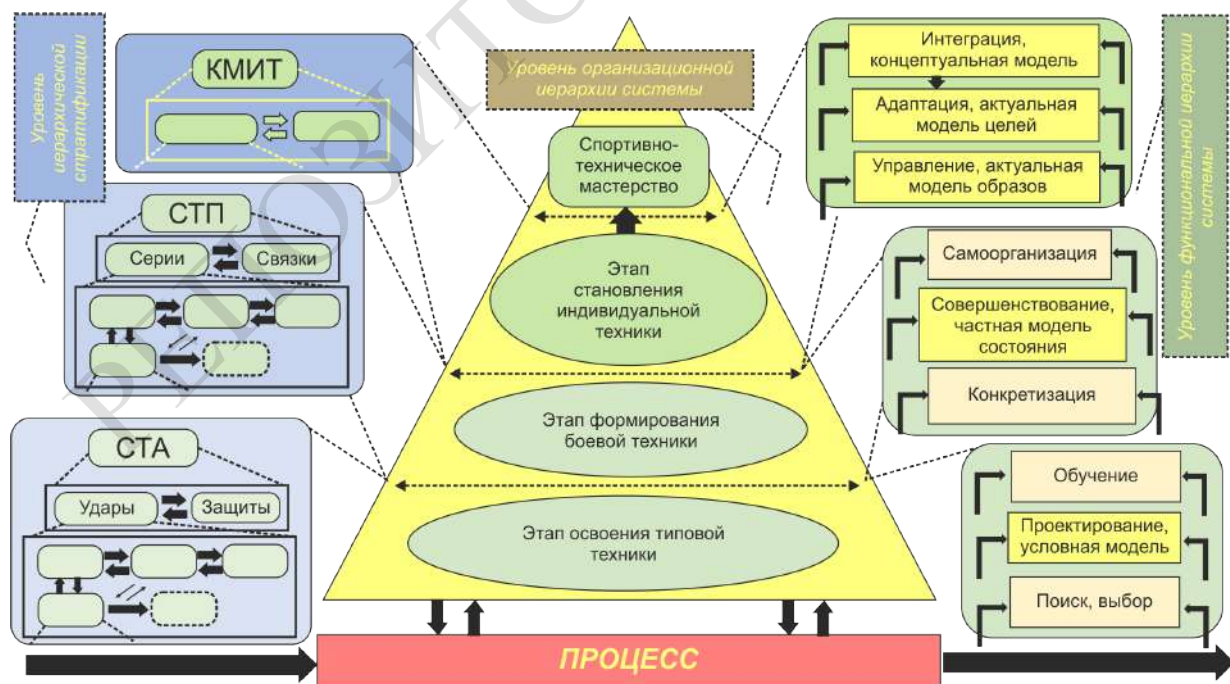 Уровень
иерархической
стратификации
КМИТ
СТП
Серии
Связки
СТА
Удары
Защиты
Уровень организационной
иерархии системы
Спортивно-
техническое
мастерство
Этап
становления
индивидуальной
техники
Этап формирования
боевой техники
Этап освоения типовой
техники
ПРОЦЕСС
Интеграция,
концептуальная модель
Адаптация, актуальная
модель целей
Управление, актуальная
модель образов
Самоорганизация
Совершенствование,
частная модель
состояния
Конкретизация
Обучение
Проектирование,
условная модель
Поиск, выбор
Уровень функциональной иерархии
системы
РЕПОЗИТО